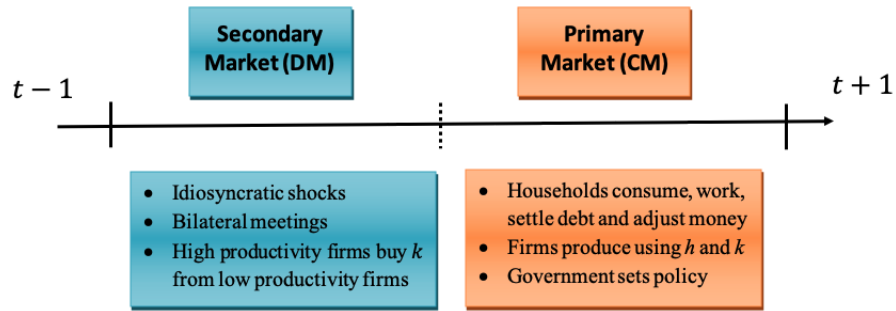 Secondary
Market (DM)
Primary
Market (CM)
t − 1
t + 1
• Idiosyncratic shocks
• Bilateral meetings
• High productivity firms buy k
from low productivity firms
• Households consume, work,
settle debt and adjust money
• Firms produce using h and k
• Government sets policy